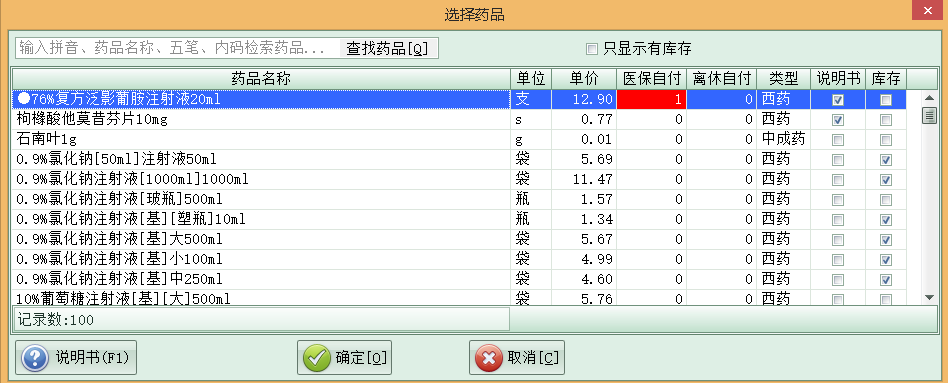 选择药品
输入拼音、药品名称、五笔、内码检索药品... 查找药品[Q] 只显示有库存
药品名称 单位 单价 医保自付 离休自付 类型 说明书 库存
●76%复方泛影葡胺注射液20ml 支 12.90 1 0 西药
枸橼酸他莫昔芬片10mg s 0.77 0 0 西药
石南叶1g g 0.01 0 0 中成药
0.9%氯化钠[50ml]注射液50ml 袋 5.69 0 0 西药
0.9%氯化钠注射液[1000ml]1000ml 袋 11.47 0 0 西药
0.9%氯化钠注射液[玻瓶]500ml 瓶 1.57 0 0 西药
0.9%氯化钠注射液[基][塑瓶]10ml 瓶 1.34 0 0 西药
0.9%氯化钠注射液[基]大500ml 袋 5.67 0 0 西药
0.9%氯化钠注射液[基]小100ml 袋 4.99 0 0 西药
0.9%氯化钠注射液[基]中250ml 袋 4.60 0 0 西药
10%葡萄糖注射液[基][大]500ml 袋 5.76 0 0 西药
记录数:100
说明书(F1) 确定[O] 取消[C]